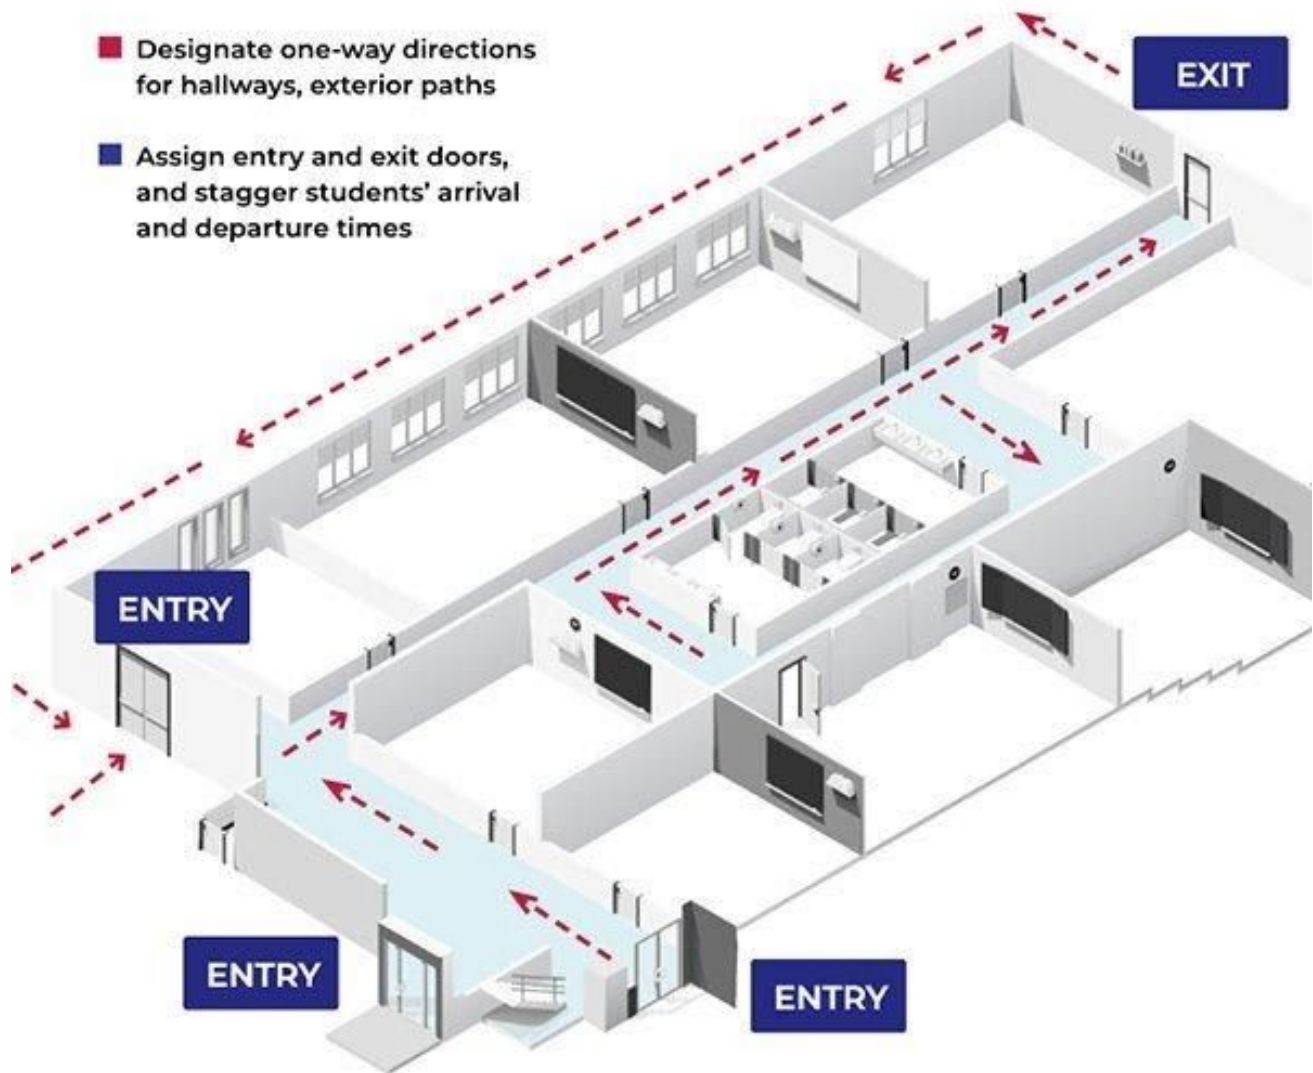 Designate one-way directions
for hallways, exterior paths
Assign entry and exit doors,
and stagger students’ arrival
and departure times
EXIT
ENTRY
ENTRY
ENTRY